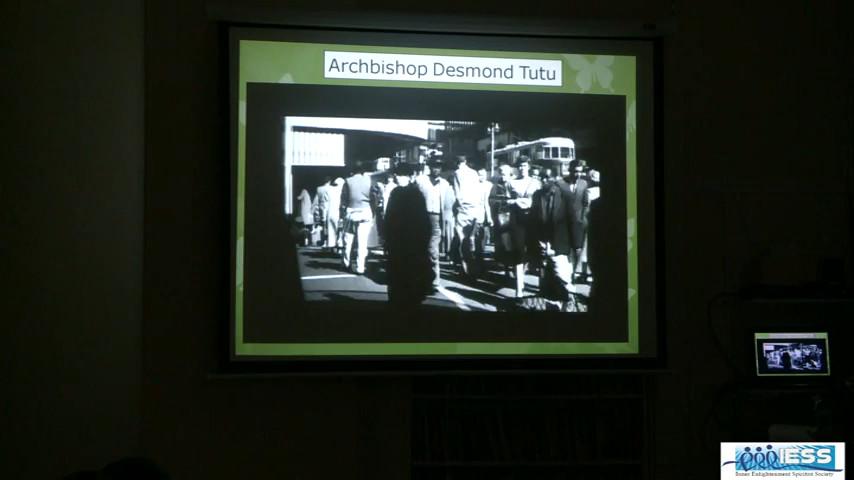 Archbishop Desmond Tutu
IESS
Inner Enlightenment Spiritist Society